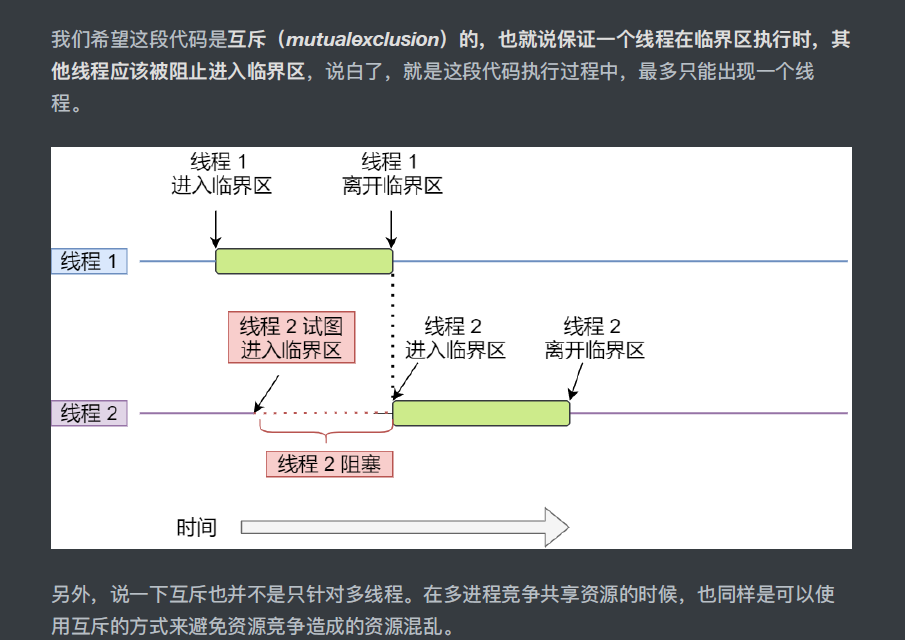 我们希望这段代码是互斥（mutualexclusion）的，也就说保证一个线程在临界区执行时，其
他线程应该被阻止进入临界区，说白了，就是这段代码执行过程中，最多只能出现一个线
程。
线程 1
进入临界区
线程 1
离开临界区
线程 1
线程 2 试图
进入临界区
线程 2
进入临界区
线程 2
离开临界区
线程 2
线程 2 阻塞
时间
另外，说一下互斥也并不是只针对多线程。在多进程竞争共享资源的时候，也同样是可以使
用互斥的方式来避免资源竞争造成的资源混乱。